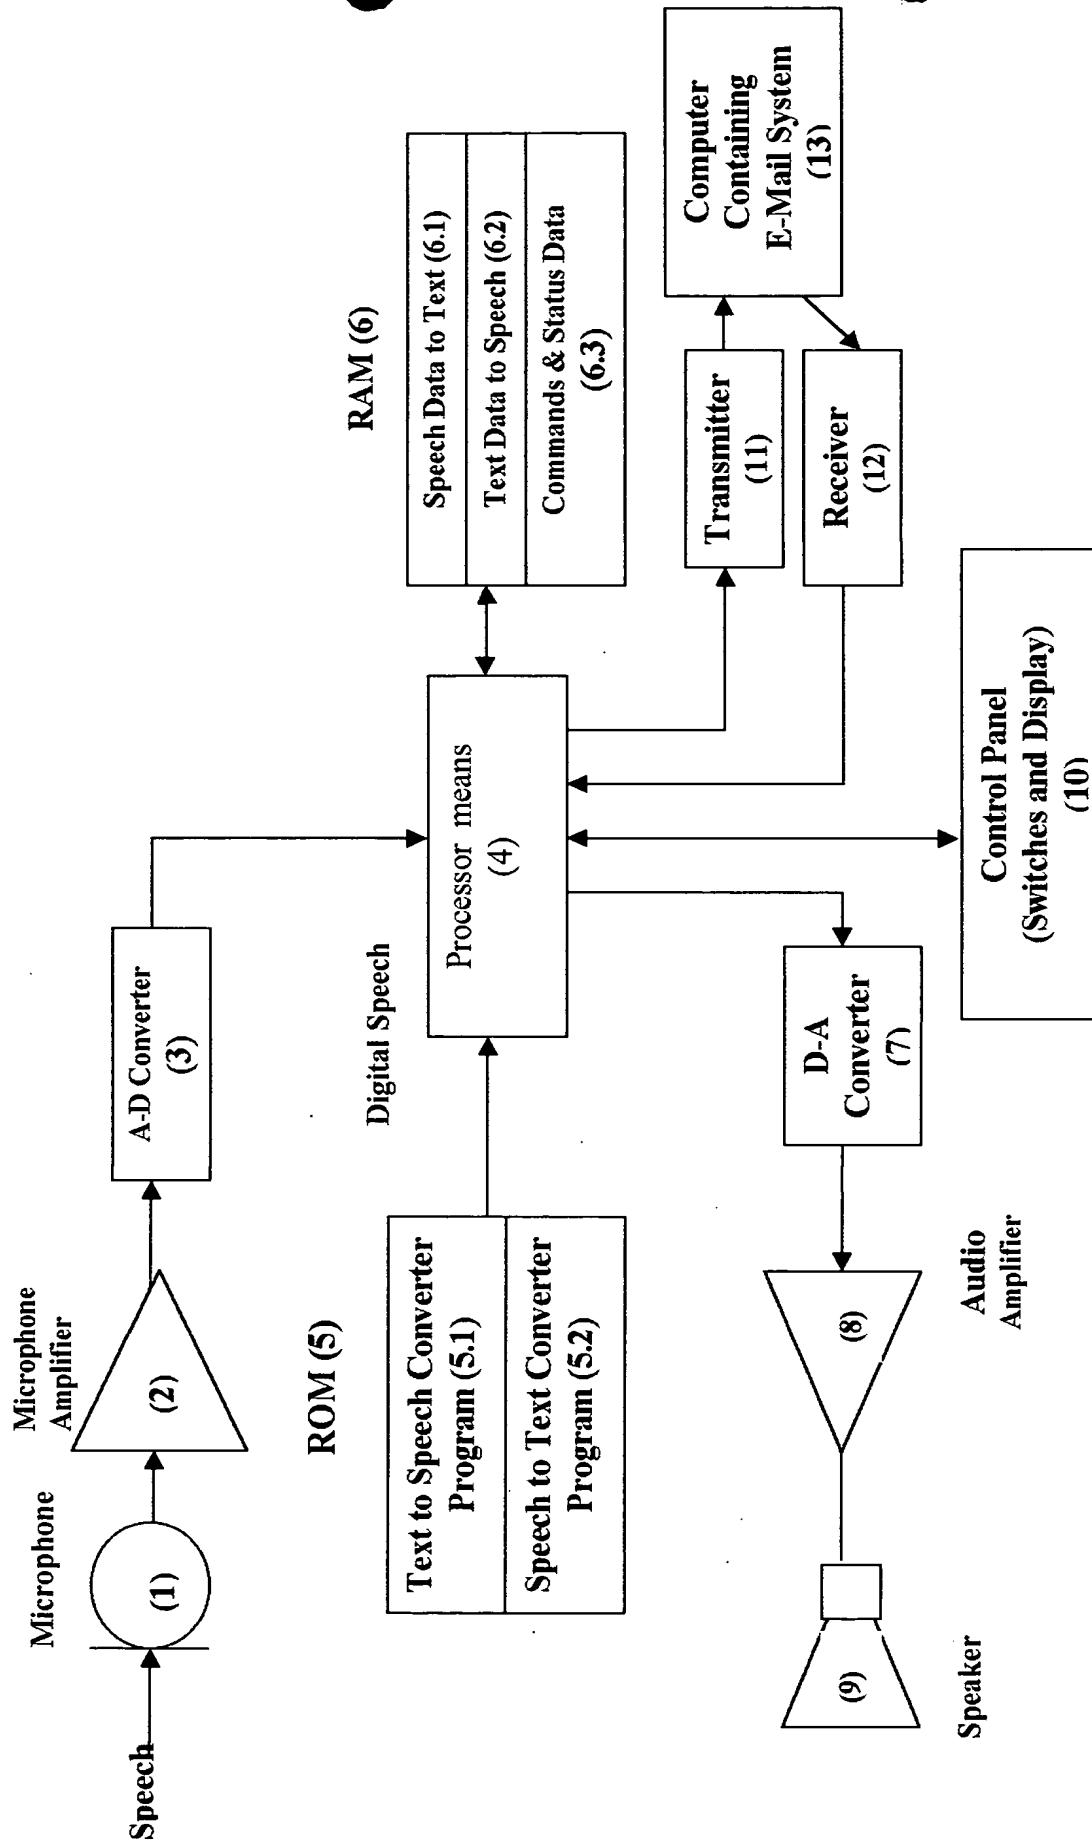 Speech
Microphone
(1)
Microphone
Amplifier
(2)
A-D Converter
(3)
ROM (5)
Text to Speech Converter
Program (5.1)
Speech to Text Converter
Program (5.2)
Digital Speech
Processor means
(4)
RAM (6)
Speech Data to Text (6.1)
Text Data to Speech (6.2)
Commands & Status Data
(6.3)
Transmitter
(11)
Receiver
(12)
Computer
Containing
E-Mail System
(13)
Speaker
(9)
(8)
Audio
Amplifier
D-A
Converter
(7)
Control Panel
(Switches and Display)
(10)